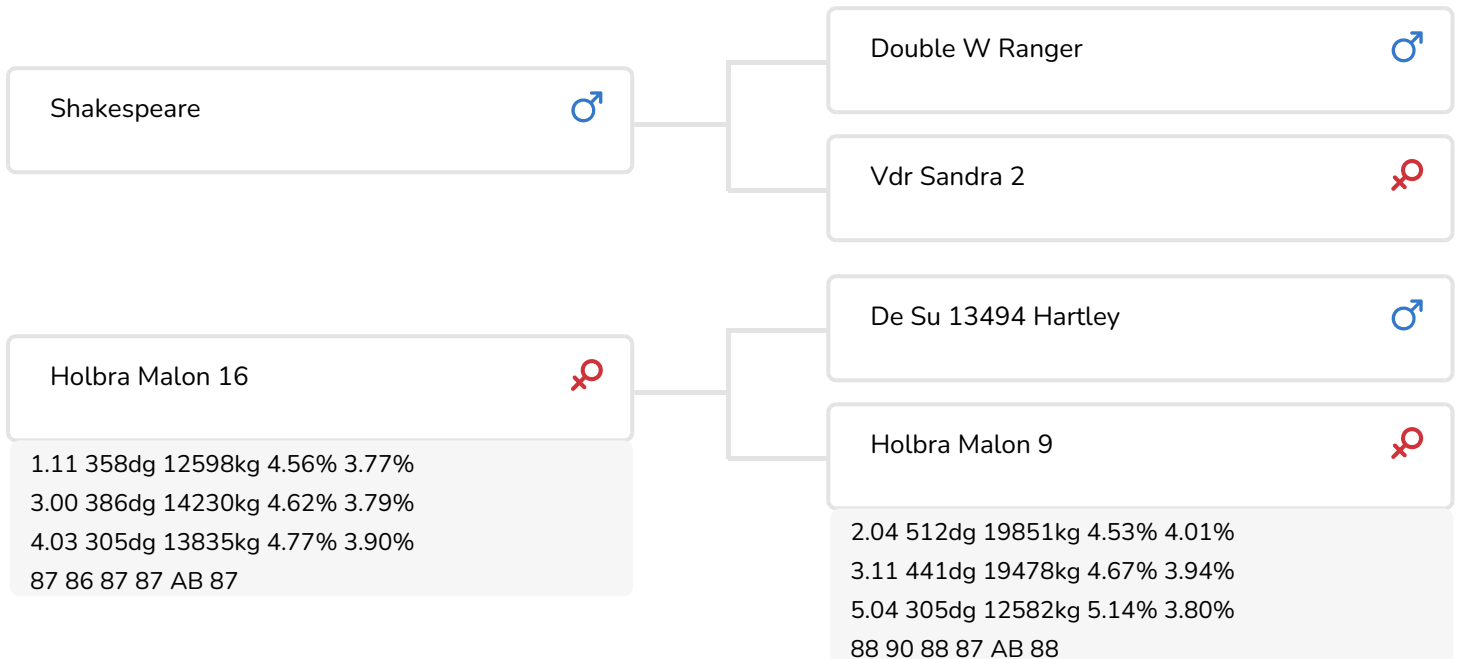 Shakespeare
Double W Ranger
Vdr Sandra 2
Holbra Malon 16
1.11 358dg 12598kg 4.56% 3.77%
3.00 386dg 14230kg 4.62% 3.79%
4.03 305dg 13835kg 4.77% 3.90%
87 86 87 87 AB 87
De Su 13494 Hartley
Holbra Malon 9
2.04 512dg 19851kg 4.53% 4.01%
3.11 441dg 19478kg 4.67% 3.94%
5.04 305dg 12582kg 5.14% 3.80%
88 90 88 87 AB 88